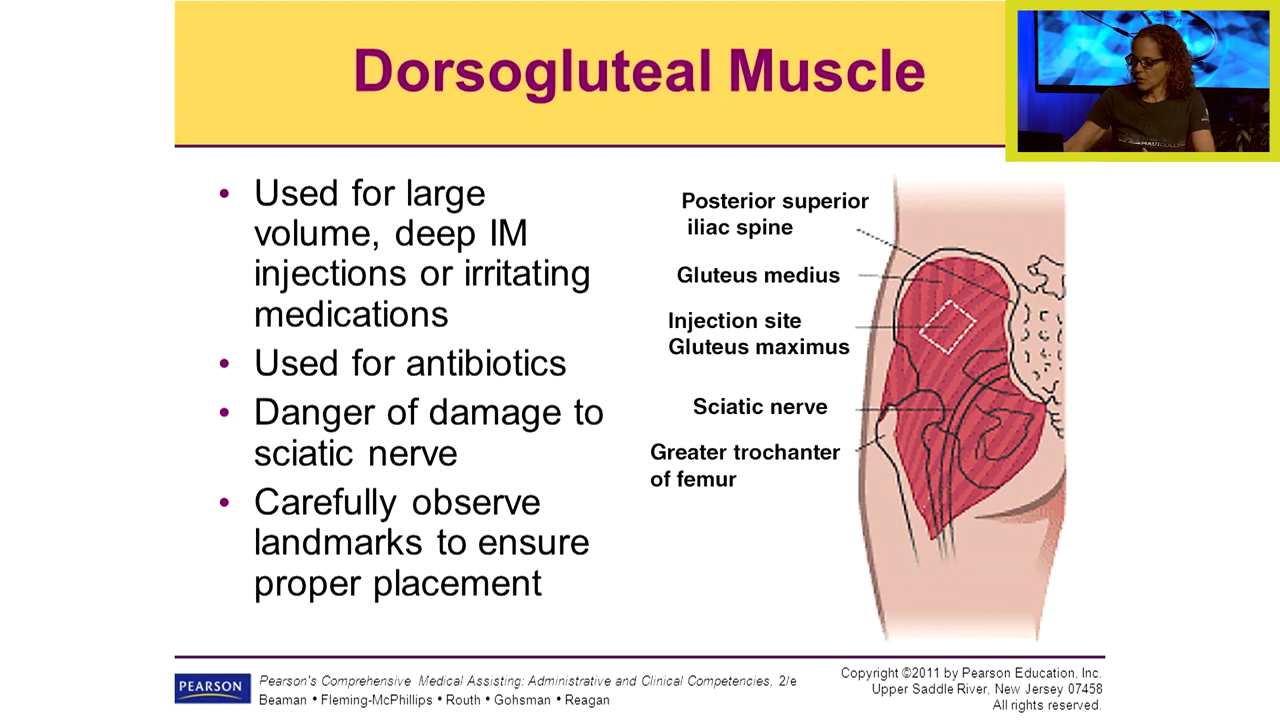 Dorsogluteal Muscle
• Used for large
volume, deep IM
injections or irritating
medications
• Used for antibiotics
• Danger of damage to
sciatic nerve
• Carefully observe
landmarks to ensure
proper placement
Posterior superior
iliac spine
Gluteus medius
Injection site
Gluteus maximus
Sciatic nerve
Greater trochanter
of femur
PEARSON
Pearson's Comprehensive Medical Assisting: Administrative and Clinical Competencies, 2/e
Beaman • Fleming-McPhillips • Routh • Gohsman • Reagan
Copyright ©2011 by Pearson Education, Inc.
Upper Saddle River, New Jersey 07458
All rights reserved.